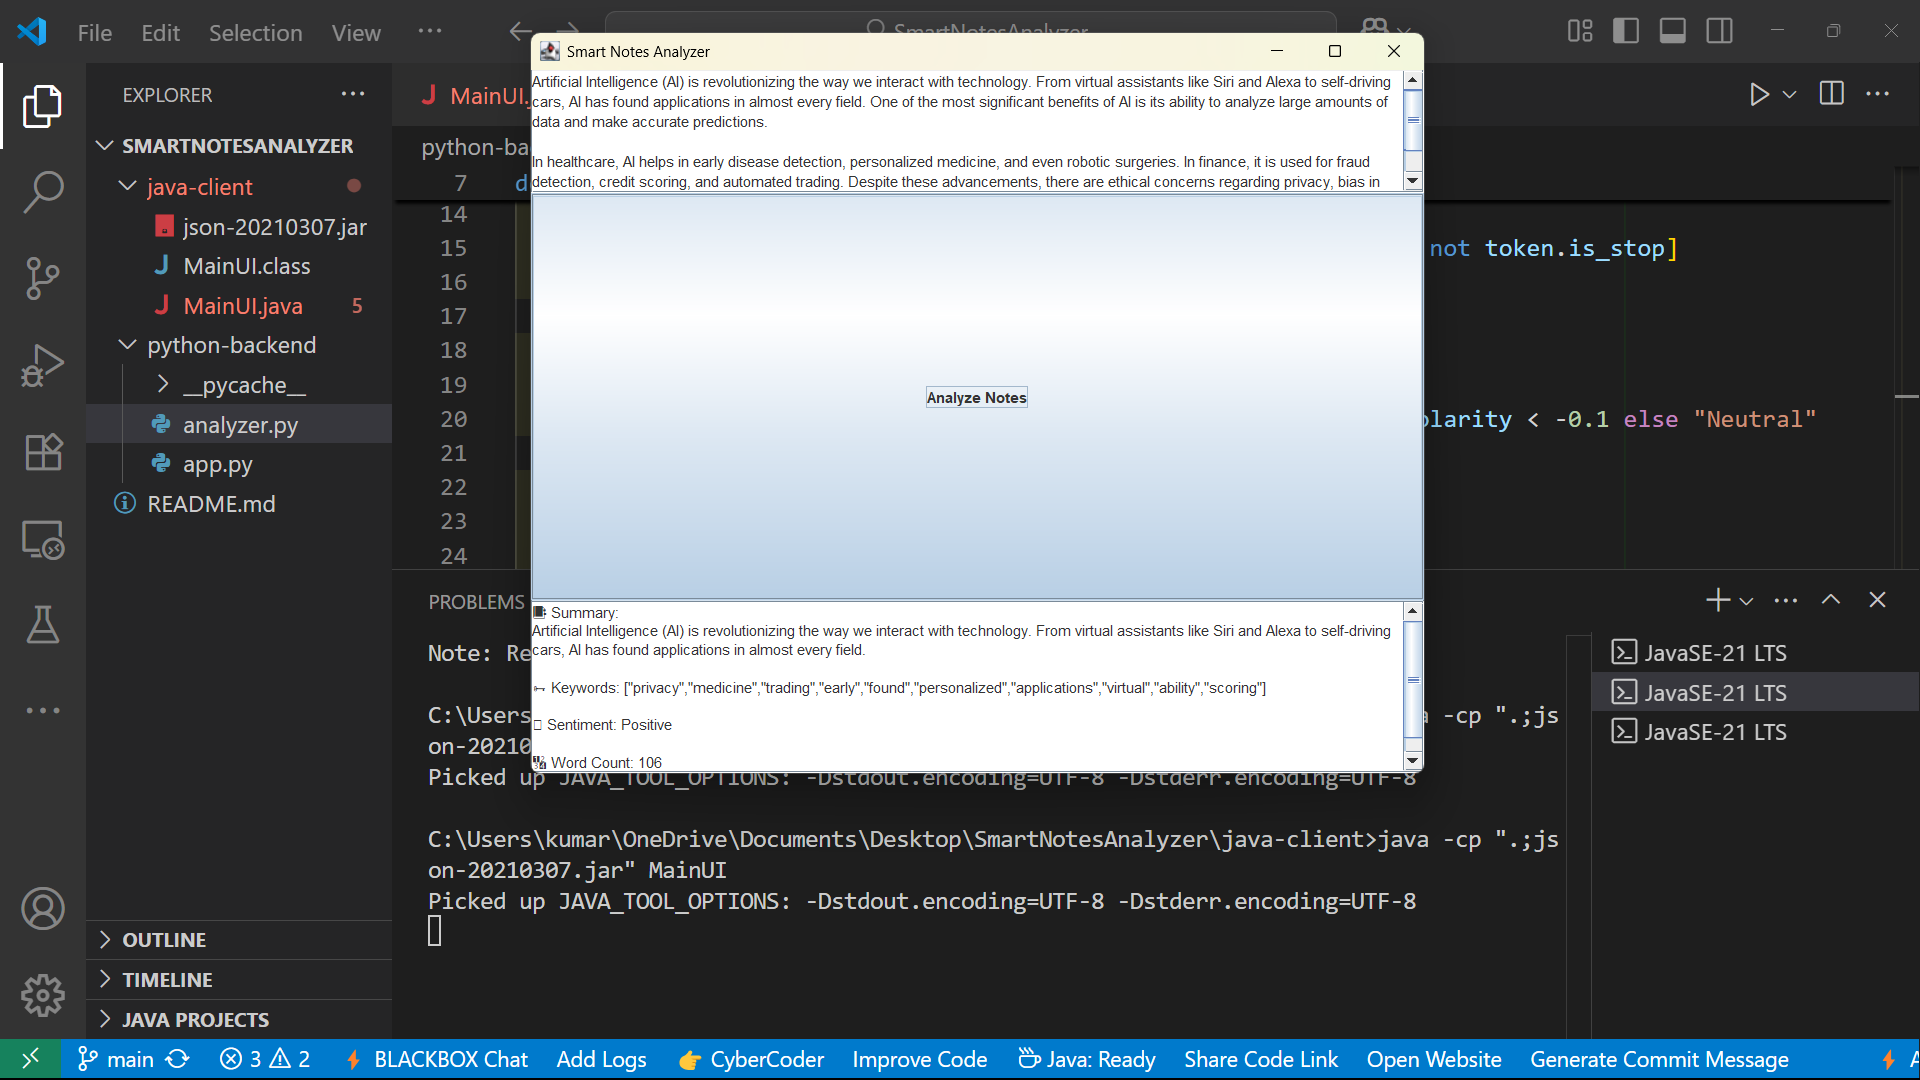 File Edit Selection View
SmartNotesAnalyzer
Smart Notes Analyzer
EXPLORER
SMARTNOTESANALYZER
java-client
json-20210307.jar
MainUI.class
MainUI.java 5
python-backend
__pycache__
analyzer.py
app.py
README.md
OUTLINE
TIMELINE
JAVA PROJECTS
MainUI.
python-ba
7 d
14
15 not token.is_stop]
16
17
18
19
20 larity < -0.1 else "Neutral"
21
22
23
24
Artificial Intelligence (AI) is revolutionizing the way we interact with technology. From virtual assistants like Siri and Alexa to self-driving
cars, AI has found applications in almost every field. One of the most significant benefits of AI is its ability to analyze large amounts of
data and make accurate predictions.
In healthcare, AI helps in early disease detection, personalized medicine, and even robotic surgeries. In finance, it is used for fraud
detection, credit scoring, and automated trading. Despite these advancements, there are ethical concerns regarding privacy, bias in
Analyze Notes
Summary:
Artificial Intelligence (AI) is revolutionizing the way we interact with technology. From virtual assistants like Siri and Alexa to self-driving
cars, AI has found applications in almost every field.
Keywords: ["privacy","medicine","trading","early","found","personalized","applications","virtual","ability","scoring"]
Sentiment: Positive
Word Count: 106
PROBLEMS
Note: Re
C:\Users -cp ".;js
on-20210
Picked up JAVA_TOOL_OPTIONS: -Dstdout.encoding=UTF-8 -Dstderr.encoding=UTF-8
C:\Users\kumar\OneDrive\Documents\Desktop\SmartNotesAnalyzer\java-client>java -cp ".;js
on-20210307.jar" MainUI
Picked up JAVA_TOOL_OPTIONS: -Dstdout.encoding=UTF-8 -Dstderr.encoding=UTF-8
JavaSE-21 LTS
JavaSE-21 LTS
JavaSE-21 LTS
main 3 2 BLACKBOX Chat Add Logs CyberCoder Improve Code Java: Ready Share Code Link Open Website Generate Commit Message A